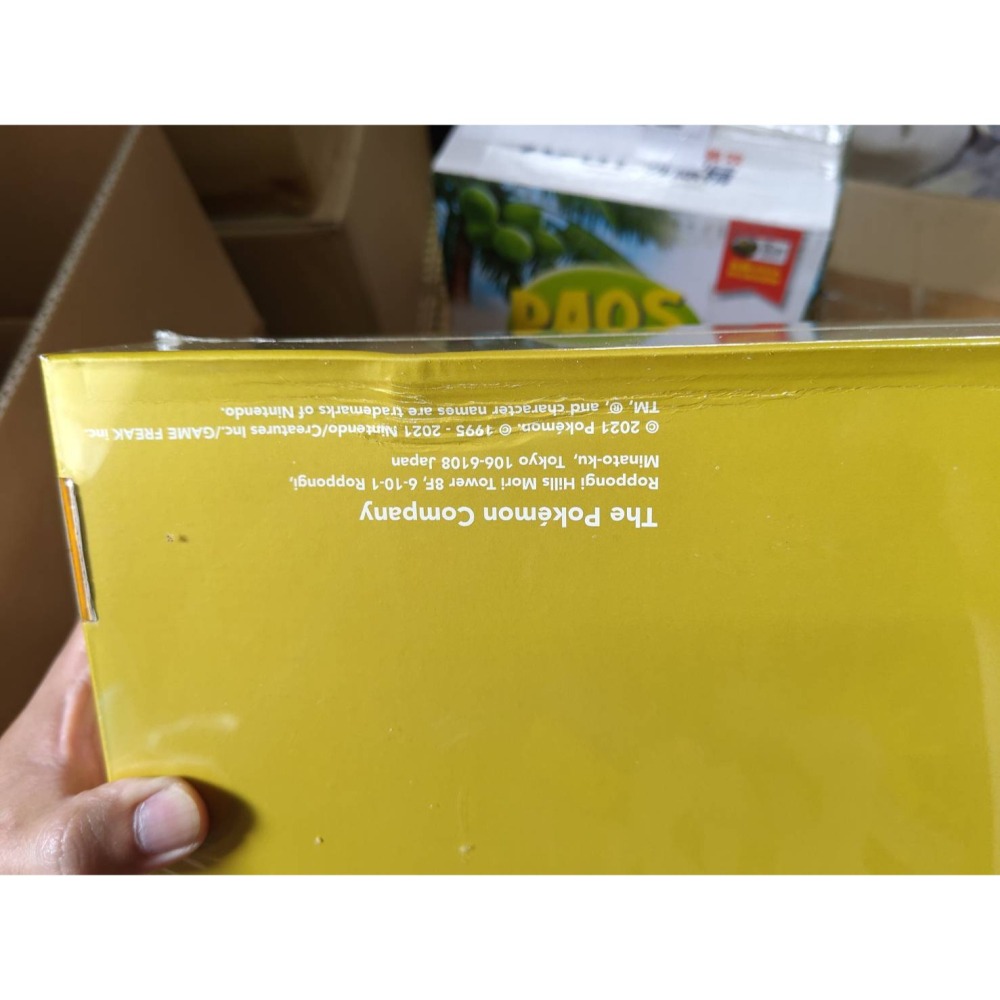 The Pokémon Company
Roppongi Hills Mori Tower 8F, 6-10-1 Roppongi,
Minato-ku, Tokyo 106-6108 Japan
© 2021 Pokémon. © 1995 - 2021 Nintendo/Creatures Inc./GAME FREAK inc.
TM, ®, and character names are trademarks of Nintendo.
PAOS